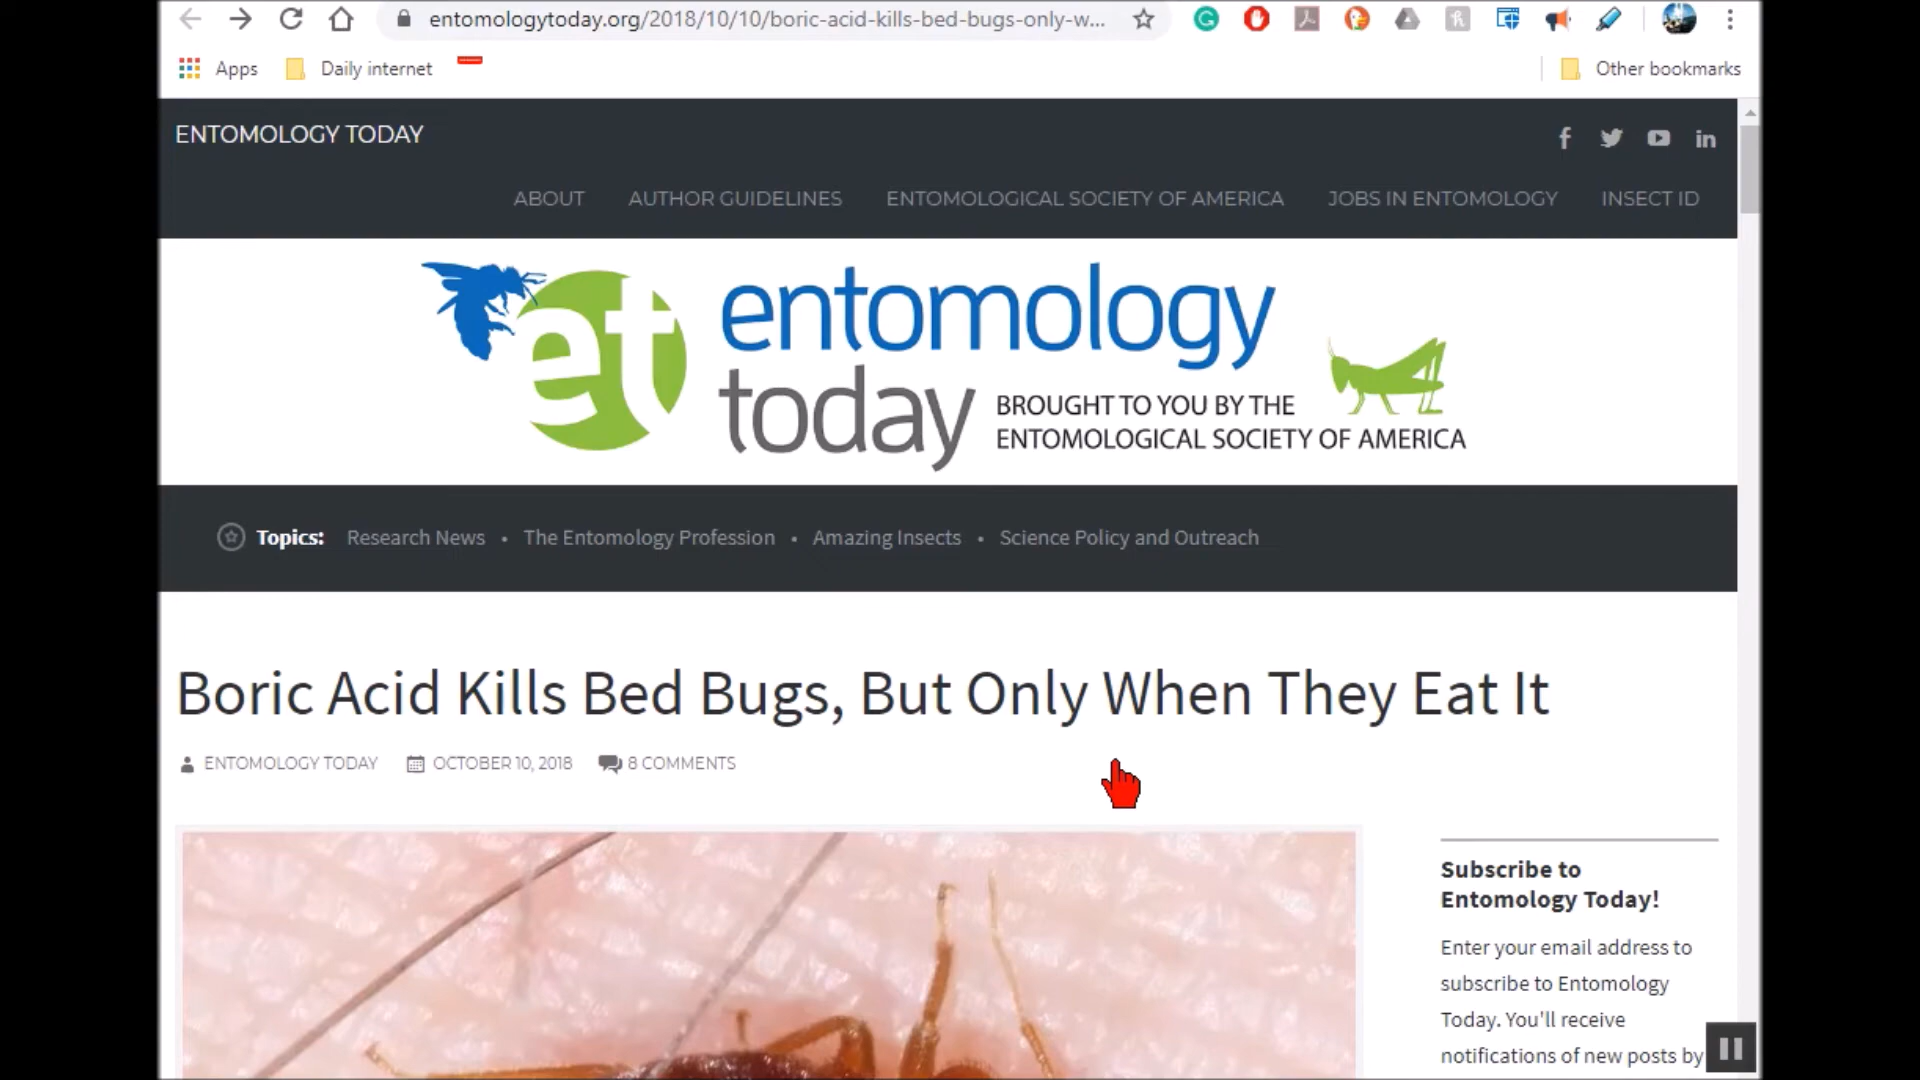 entomologytoday.org/2018/10/10/boric-acid-kills-bed-bugs-only-w...
Apps Daily internet Other bookmarks
ENTOMOLOGY TODAY
ABOUT AUTHOR GUIDELINES ENTOMOLOGICAL SOCIETY OF AMERICA JOBS IN ENTOMOLOGY INSECT ID
et entomology
today BROUGHT TO YOU BY THE
ENTOMOLOGICAL SOCIETY OF AMERICA
Topics: Research News • The Entomology Profession • Amazing Insects • Science Policy and Outreach
Boric Acid Kills Bed Bugs, But Only When They Eat It
ENTOMOLOGY TODAY OCTOBER 10, 2018 8 COMMENTS
Subscribe to
Entomology Today!
Enter your email address to
subscribe to Entomology
Today. You'll receive
notifications of new posts by